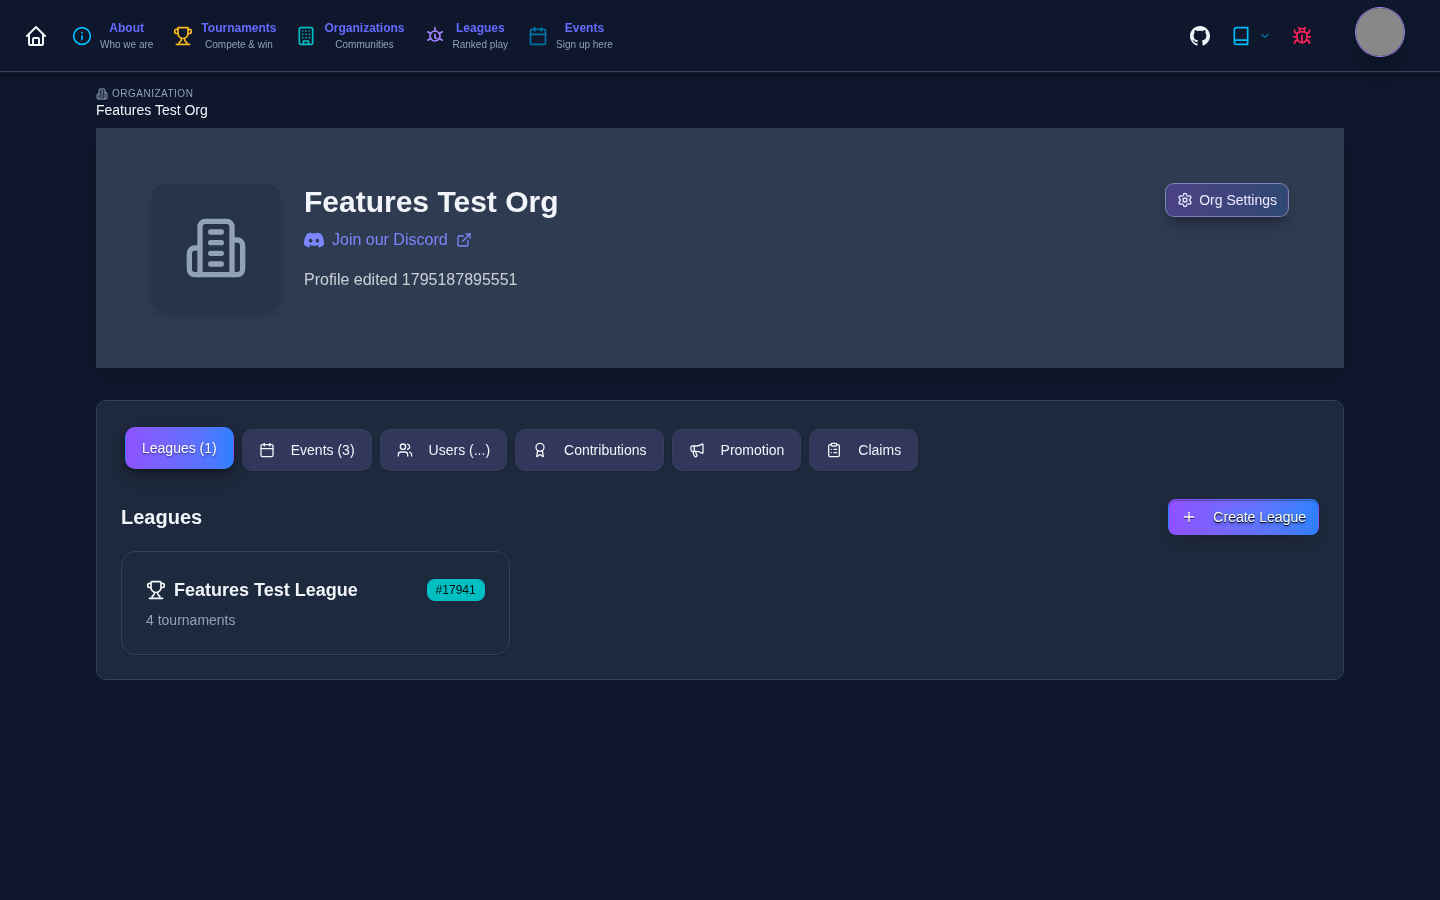 About
Who we are
Tournaments
Compete & win
Organizations
Communities
Leagues
Ranked play
Events
Sign up here
ORGANIZATION
Features Test Org
Features Test Org
Join our Discord
Profile edited 1795187895551
Org Settings
Leagues (1)
Events (3)
Users (...)
Contributions
Promotion
Claims
Leagues
Create League
Features Test League
#17941
4 tournaments